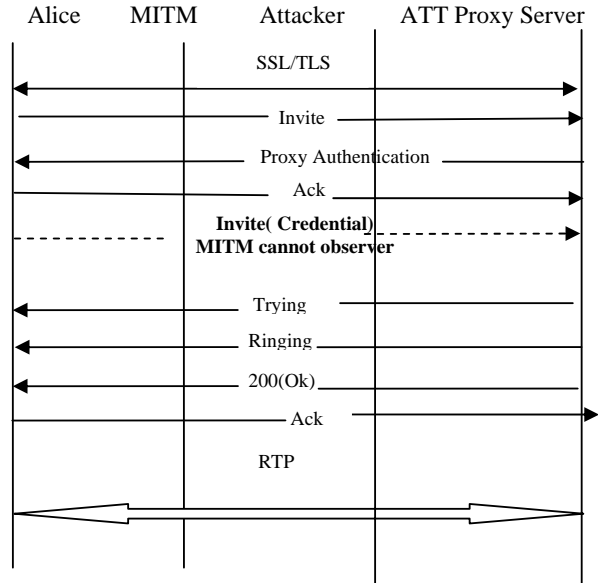 Alice MITM Attacker ATT Proxy Server
SSL/TLS
Invite
Proxy Authentication
Ack
Invite( Credential)
MITM cannot observer
Trying
Ringing
200(Ok)
Ack
RTP